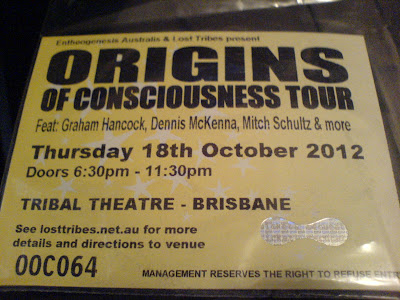 Entheogenesis Australis & Lost Tribes present
ORIGINS
OF CONSCIOUSNESS TOUR
Feat: Graham Hancock, Dennis McKenna, Mitch Schultz & more
Thursday 18th October 2012
Doors 6:30pm - 11:30pm
TRIBAL THEATRE - BRISBANE
See losttribes.net.au for more
details and directions to venue
OOC064
MANAGEMENT RESERVES THE RIGHT TO REFUSE